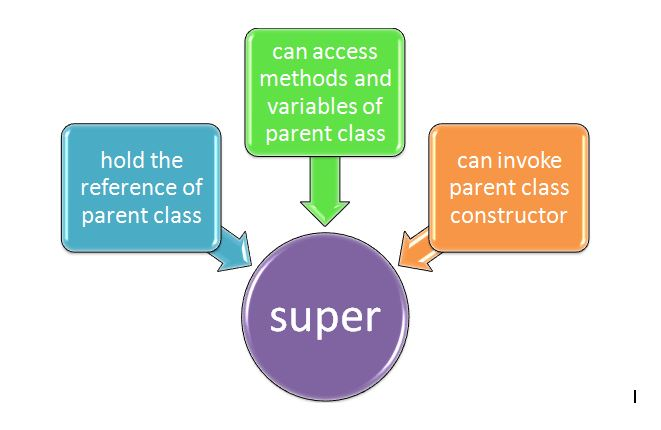 can access
methods and
variables of
parent class
hold the
reference of
parent class
can invoke
parent class
constructor
super